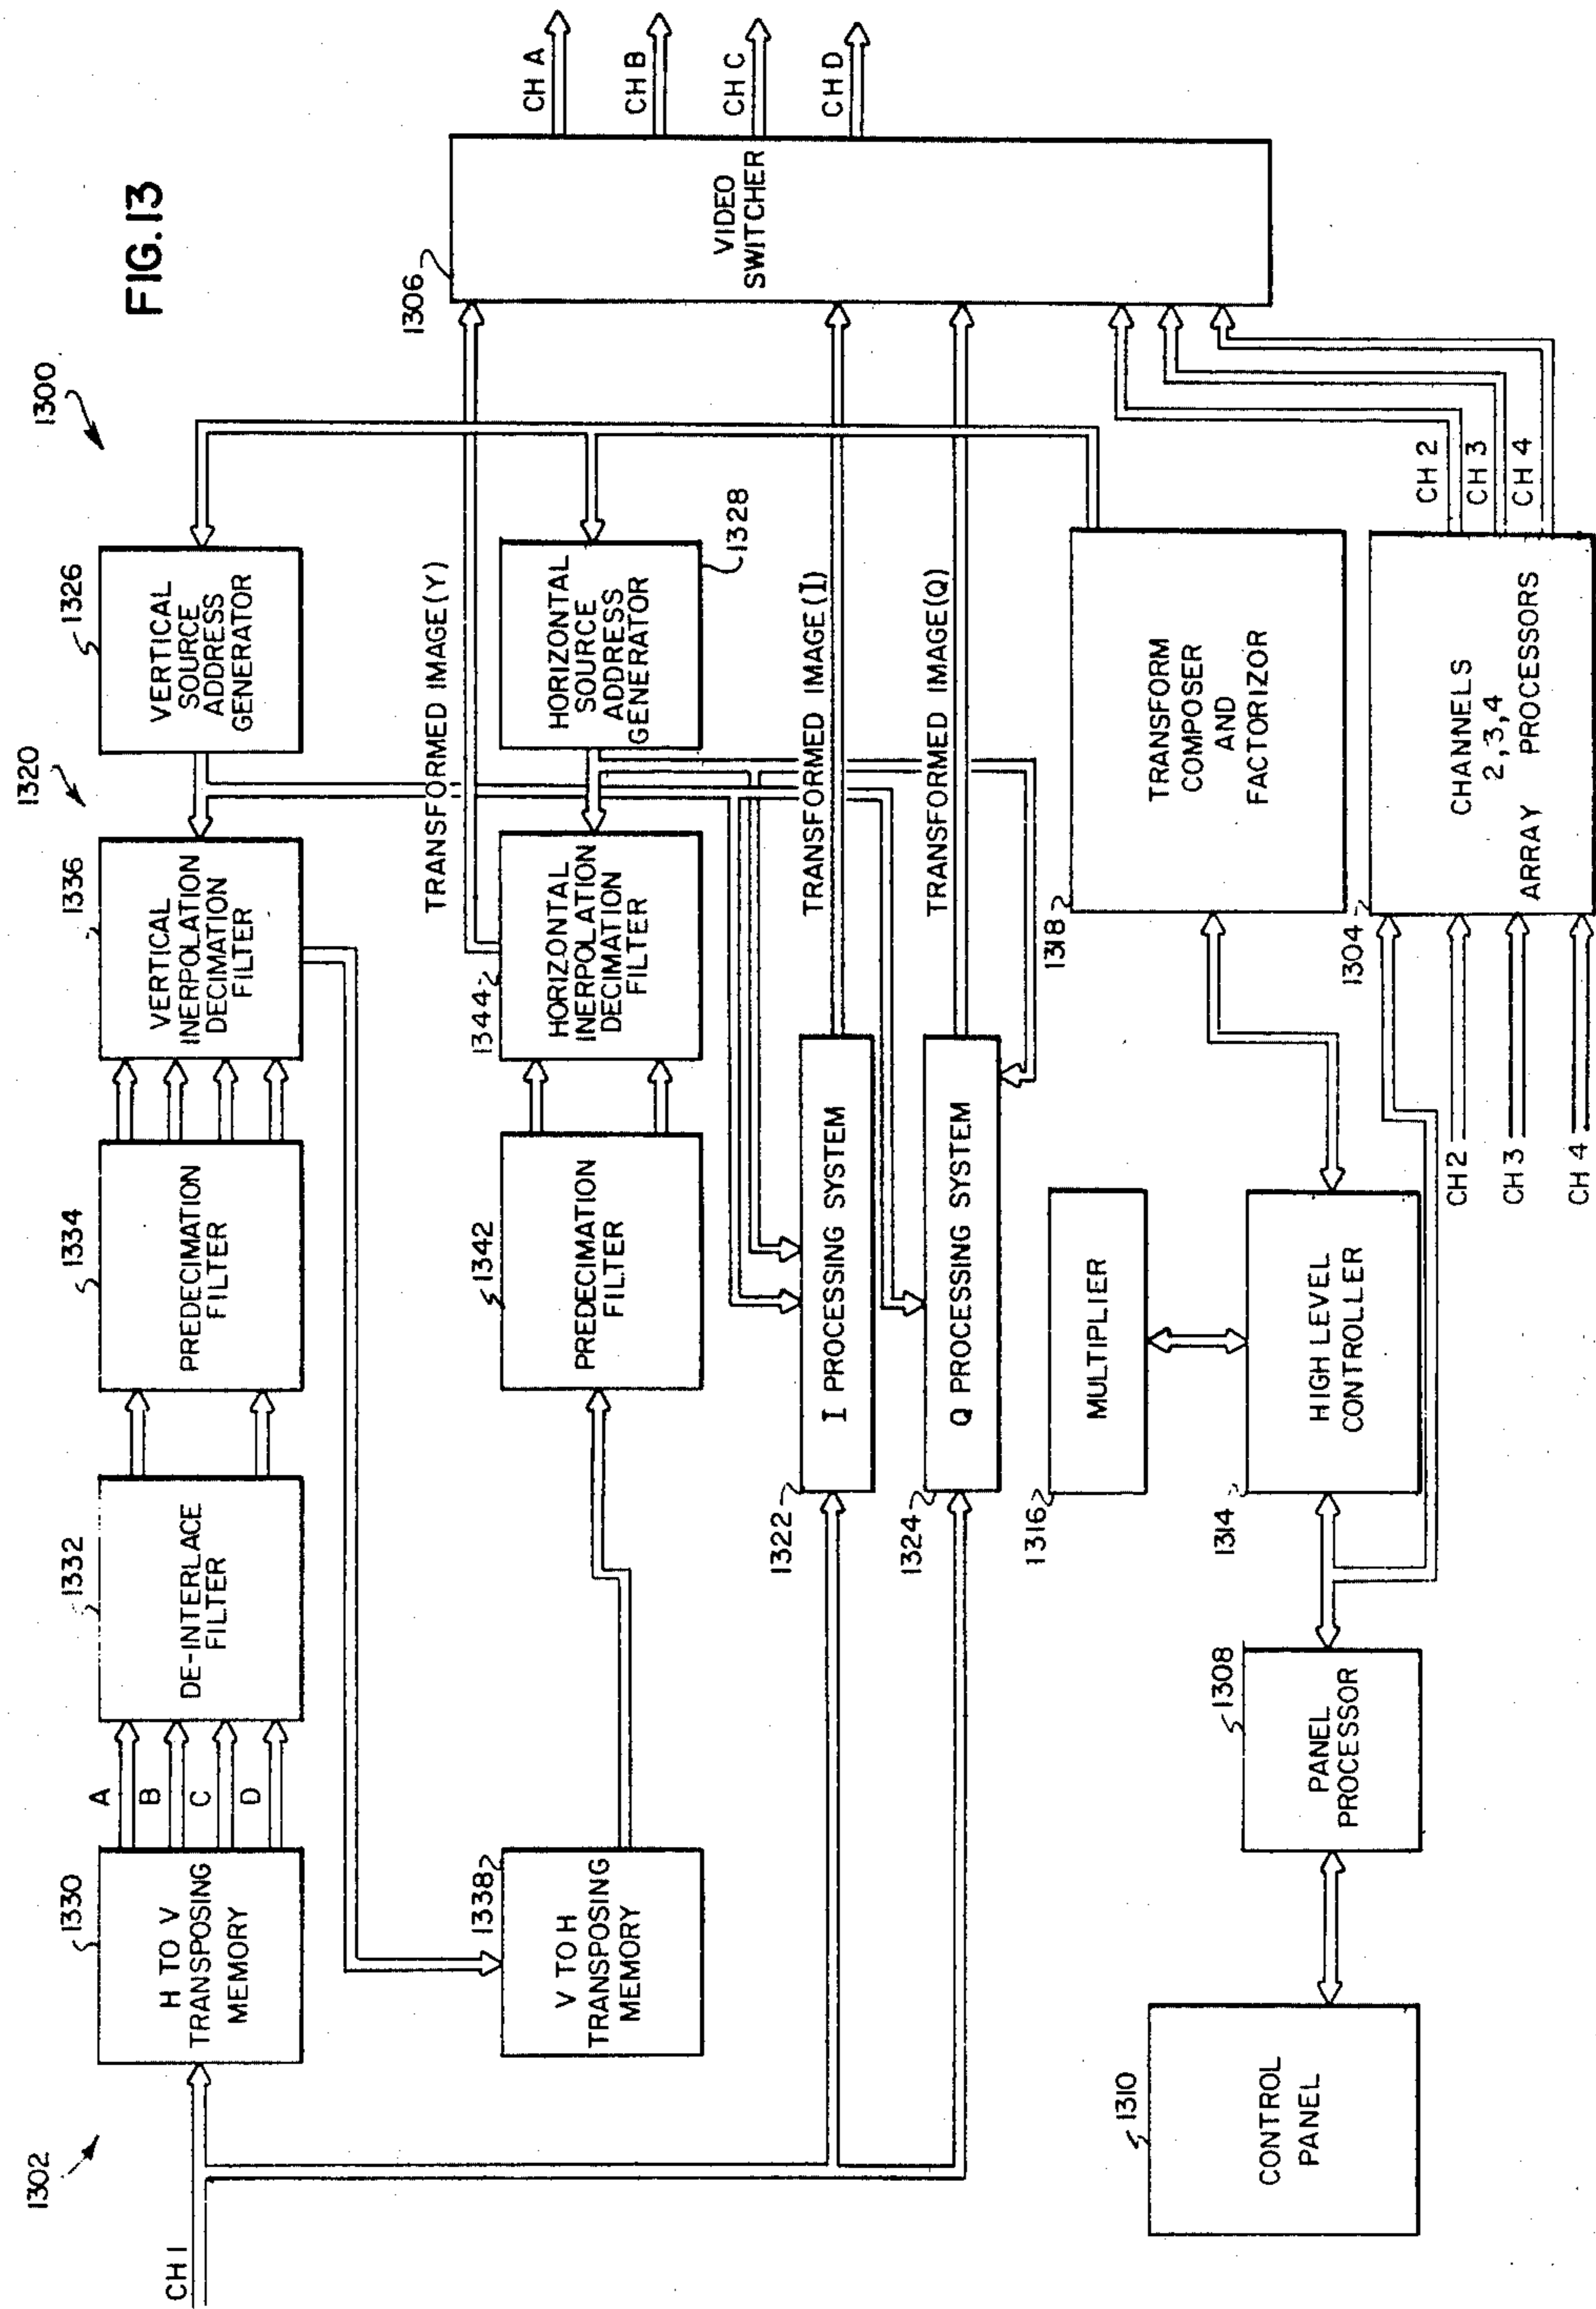 FIG.13
1300
1302
1320
CH 1
1330
H TO V
TRANSPOSING
MEMORY
A
B
C
D
1332
DE-INTERLACE
FILTER
1334
PREDECIMATION
FILTER
1336
VERTICAL
INERPOLATION
DECIMATION
FILTER
1326
VERTICAL
SOURCE
ADDRESS
GENERATOR
1338
V TO H
TRANSPOSING
MEMORY
1342
PREDECIMATION
FILTER
1344
HORIZONTAL
INERPOLATION
DECIMATION
FILTER
TRANSFORMED IMAGE(Y)
HORIZONTAL
SOURCE
ADDRESS
GENERATOR
1328
1306
VIDEO
SWITCHER
CH A
CH B
CH C
CH D
1322
I PROCESSING SYSTEM
TRANSFORMED IMAGE(I)
1324
Q PROCESSING SYSTEM
TRANSFORMED IMAGE(Q)
1316
MULTIPLIER
1318
TRANSFORM
COMPOSER
AND
FACTORIZOR
1310
CONTROL
PANEL
1308
PANEL
PROCESSOR
1314
HIGH LEVEL
CONTROLLER
1304
CHANNELS
2,3,4
ARRAY PROCESSORS
CH 2
CH 3
CH 4
CH 2
CH 3
CH 4